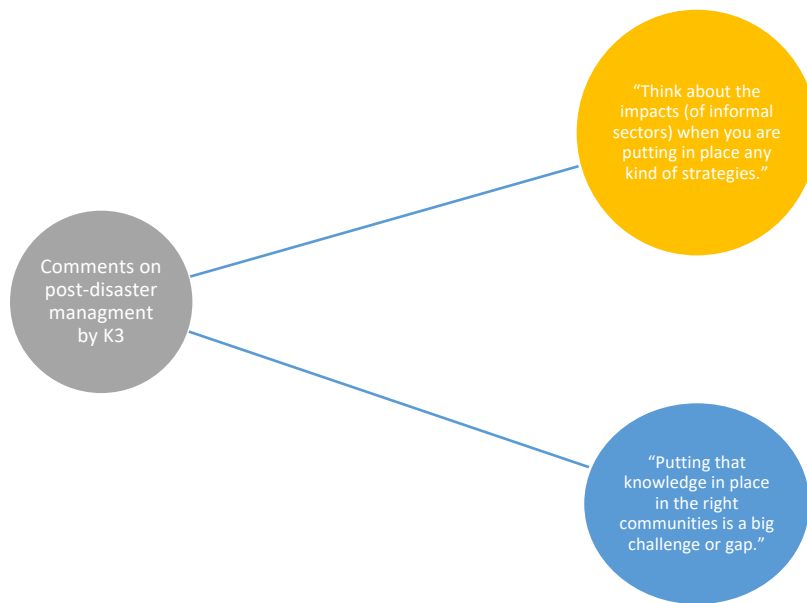 “Think about the
impacts (of informal
sectors) when you are
putting in place any
kind of strategies.”
Comments on
post-disaster
managment
by K3
“Putting that
knowledge in place
in the right
communities is a big
challenge or gap.”